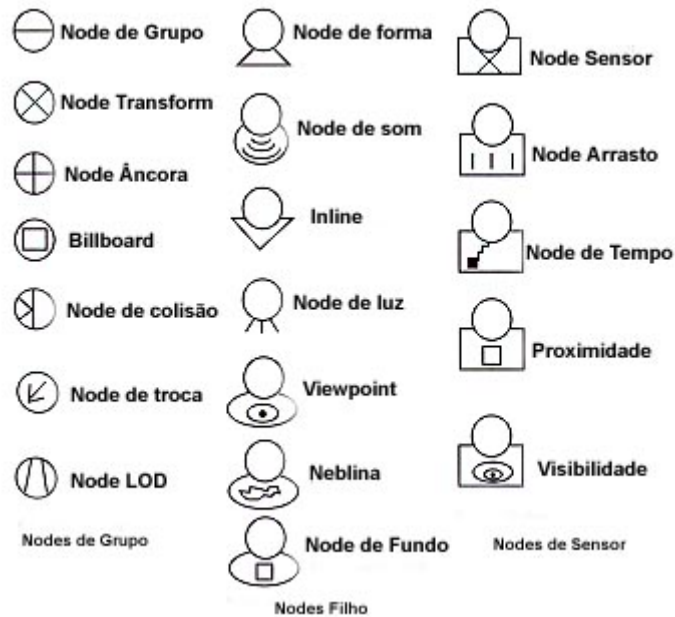 Node de Grupo
Node Transform
Node Âncora
Billboard
Node de colisão
Node de troca
Node LOD
Nodes de Grupo
Node de forma
Node de som
Inline
Node de luz
Viewpoint
Neblina
Node de Fundo
Nodes Filho
Node Sensor
Node Arrasto
Node de Tempo
Proximidade
Visibilidade
Nodes de Sensor